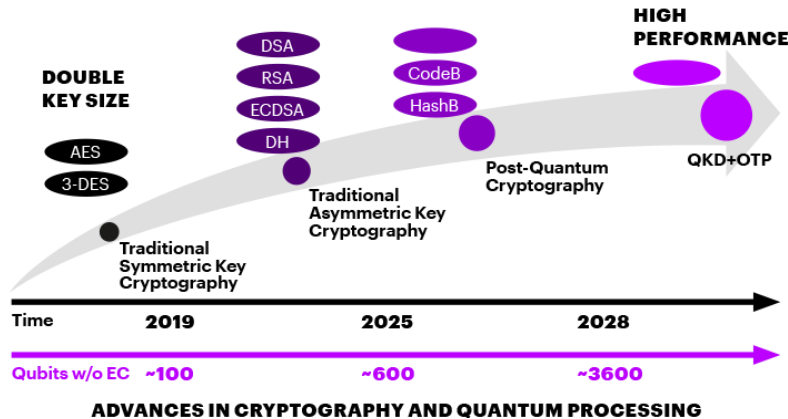 HIGH
PERFORMANCE
DSA
RSA
CodeB
DOUBLE
KEY SIZE
ECDSA
HashB
DH
AES
3-DES
QKD+OTP
Post-Quantum
Cryptography
Traditional
Asymmetric Key
Cryptography
Traditional
Symmetric Key
Cryptography
Time 2019 2025 2028
Qubits w/o EC ~100 ~600 ~3600
ADVANCES IN CRYPTOGRAPHY AND QUANTUM PROCESSING